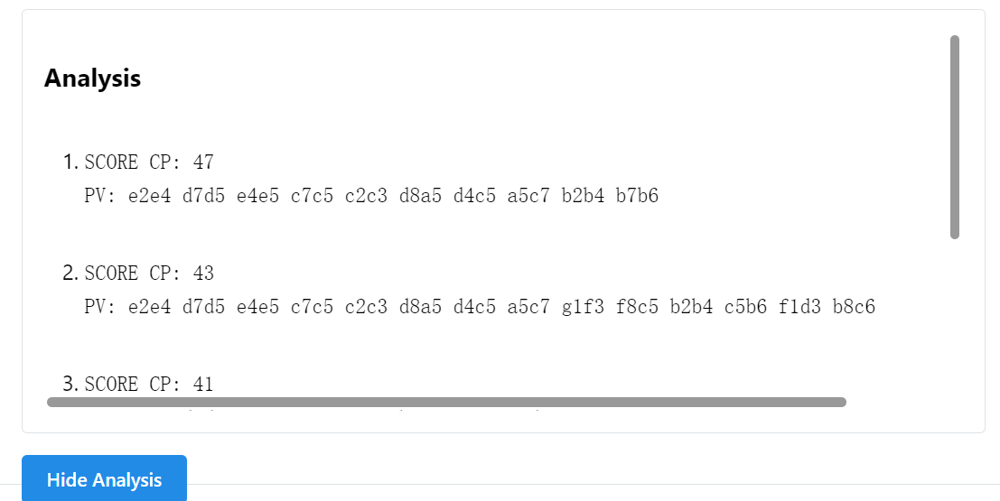 Analysis
1. SCORE CP: 47
PV: e2e4 d7d5 e4e5 c7c5 c2c3 d8a5 d4c5 a5c7 b2b4 b7b6
2. SCORE CP: 43
PV: e2e4 d7d5 e4e5 c7c5 c2c3 d8a5 d4c5 a5c7 g1f3 f8c5 b2b4 c5b6 f1d3 b8c6
3. SCORE CP: 41
Hide Analysis